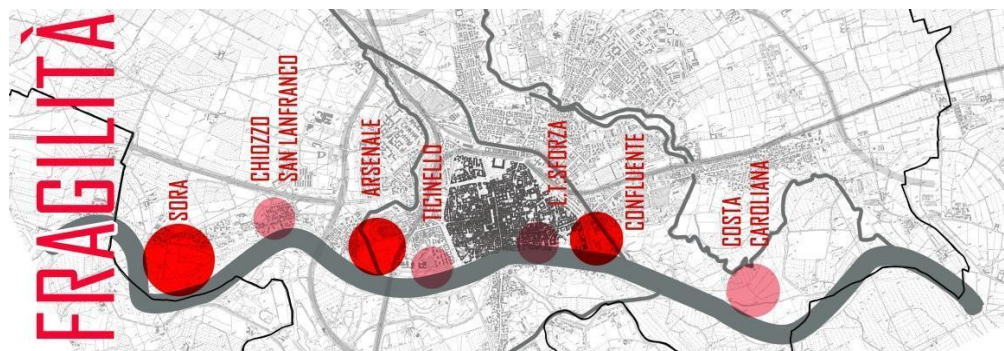 FRAGILITÀ
SORA
CHIOZZO
SAN LANFRANCO
ARSENALE
TICINELLO
L.T. SFORZA
CONFLUENTE
COSTA
CAROLIANA